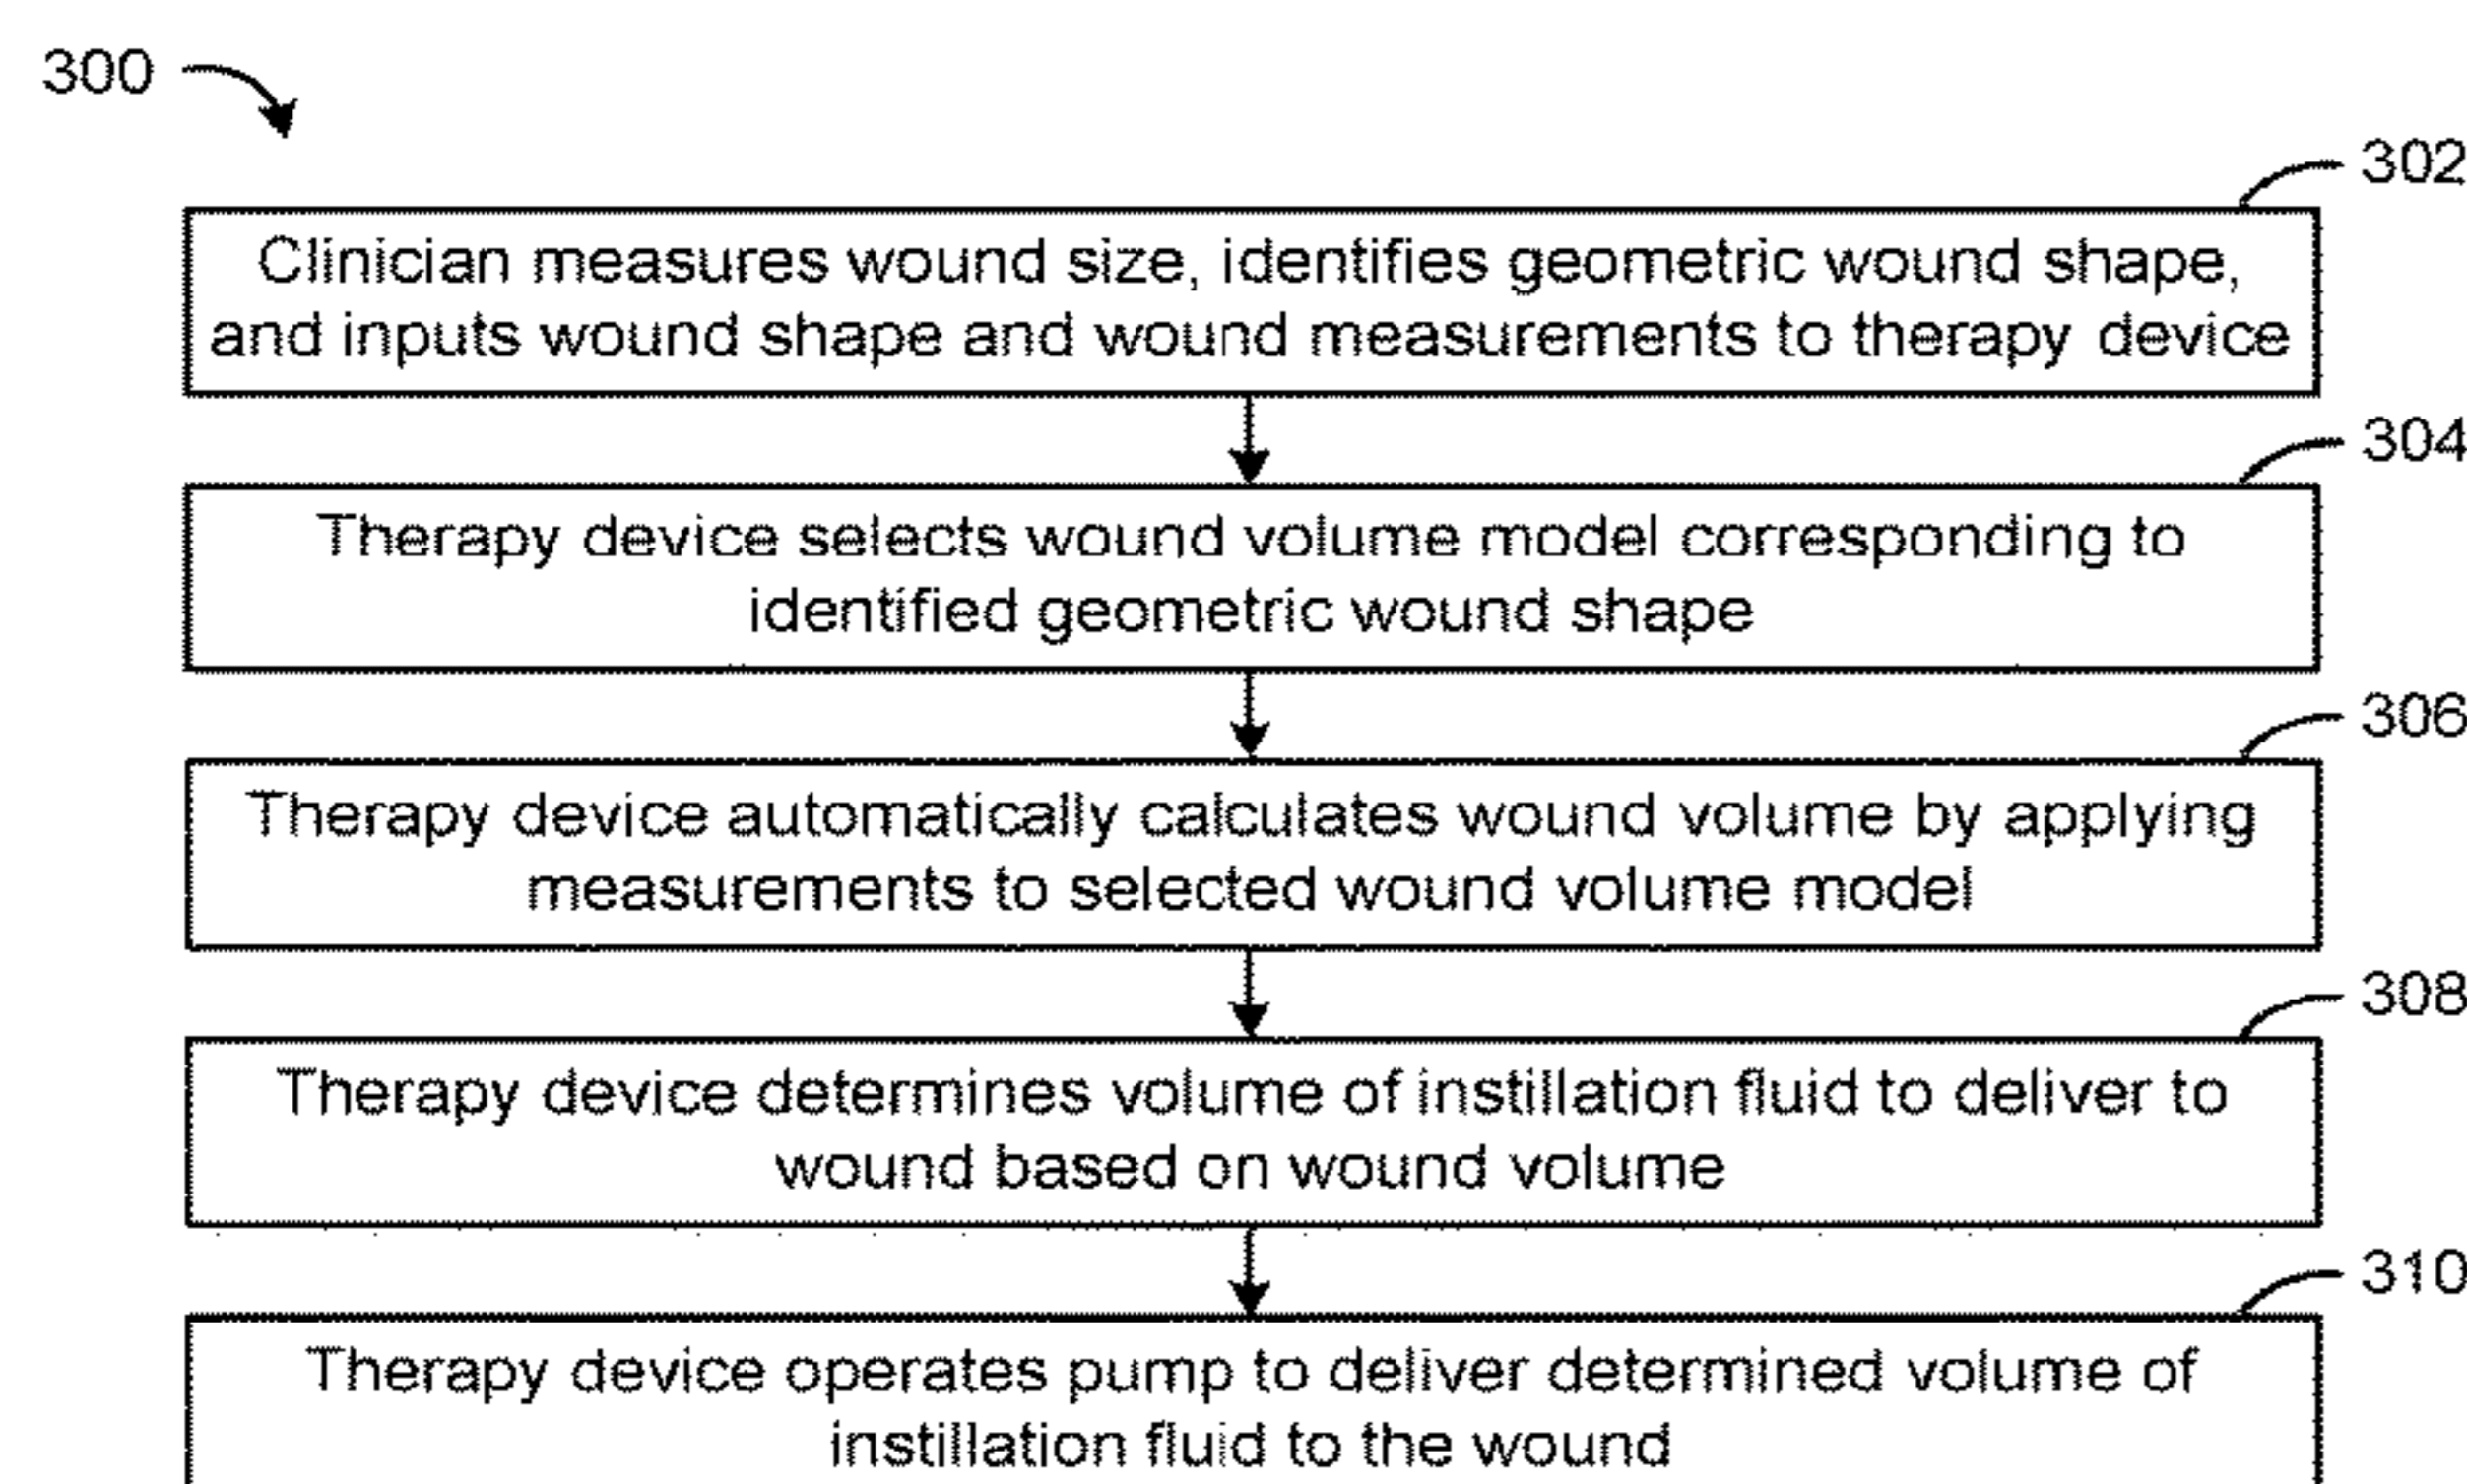 300
302
Clinician measures wound size, identifies geometric wound shape,
and inputs wound shape and wound measurements to therapy device
304
Therapy device selects wound volume model corresponding to
identified geometric wound shape
306
Therapy device automatically calculates wound volume by applying
measurements to selected wound volume model
308
Therapy device determines volume of instillation fluid to deliver to
wound based on wound volume
310
Therapy device operates pump to deliver determined volume of
instillation fluid to the wound